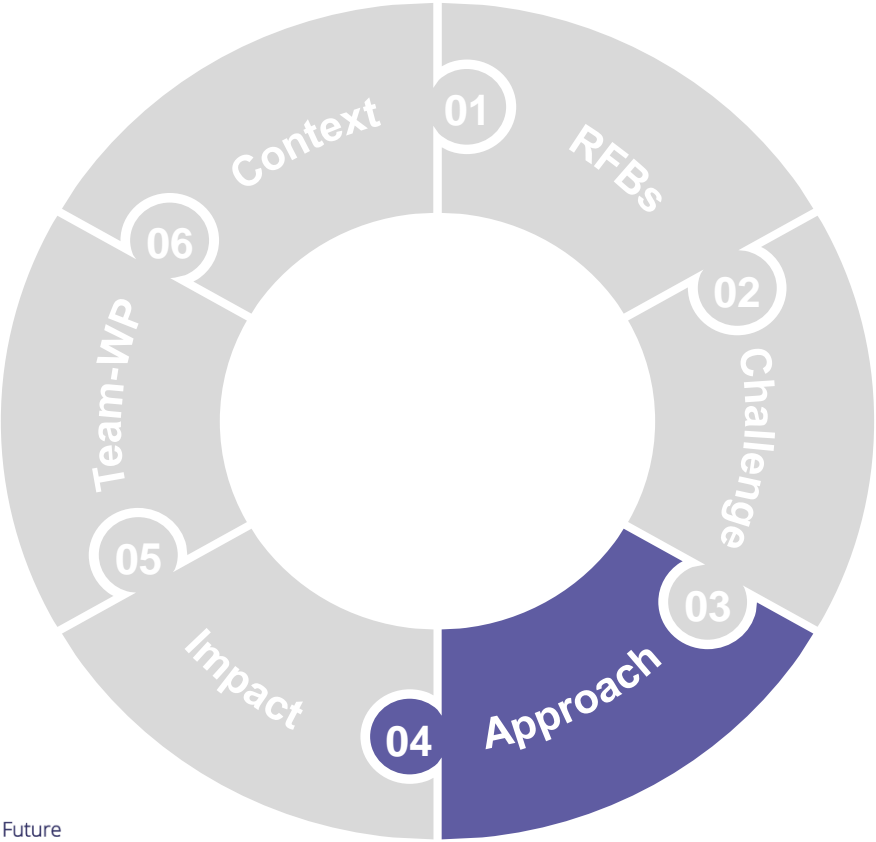 01
RFBs
02
Challenge
03
Approach
04
Impact
05
Team-WP
06
Context
Future